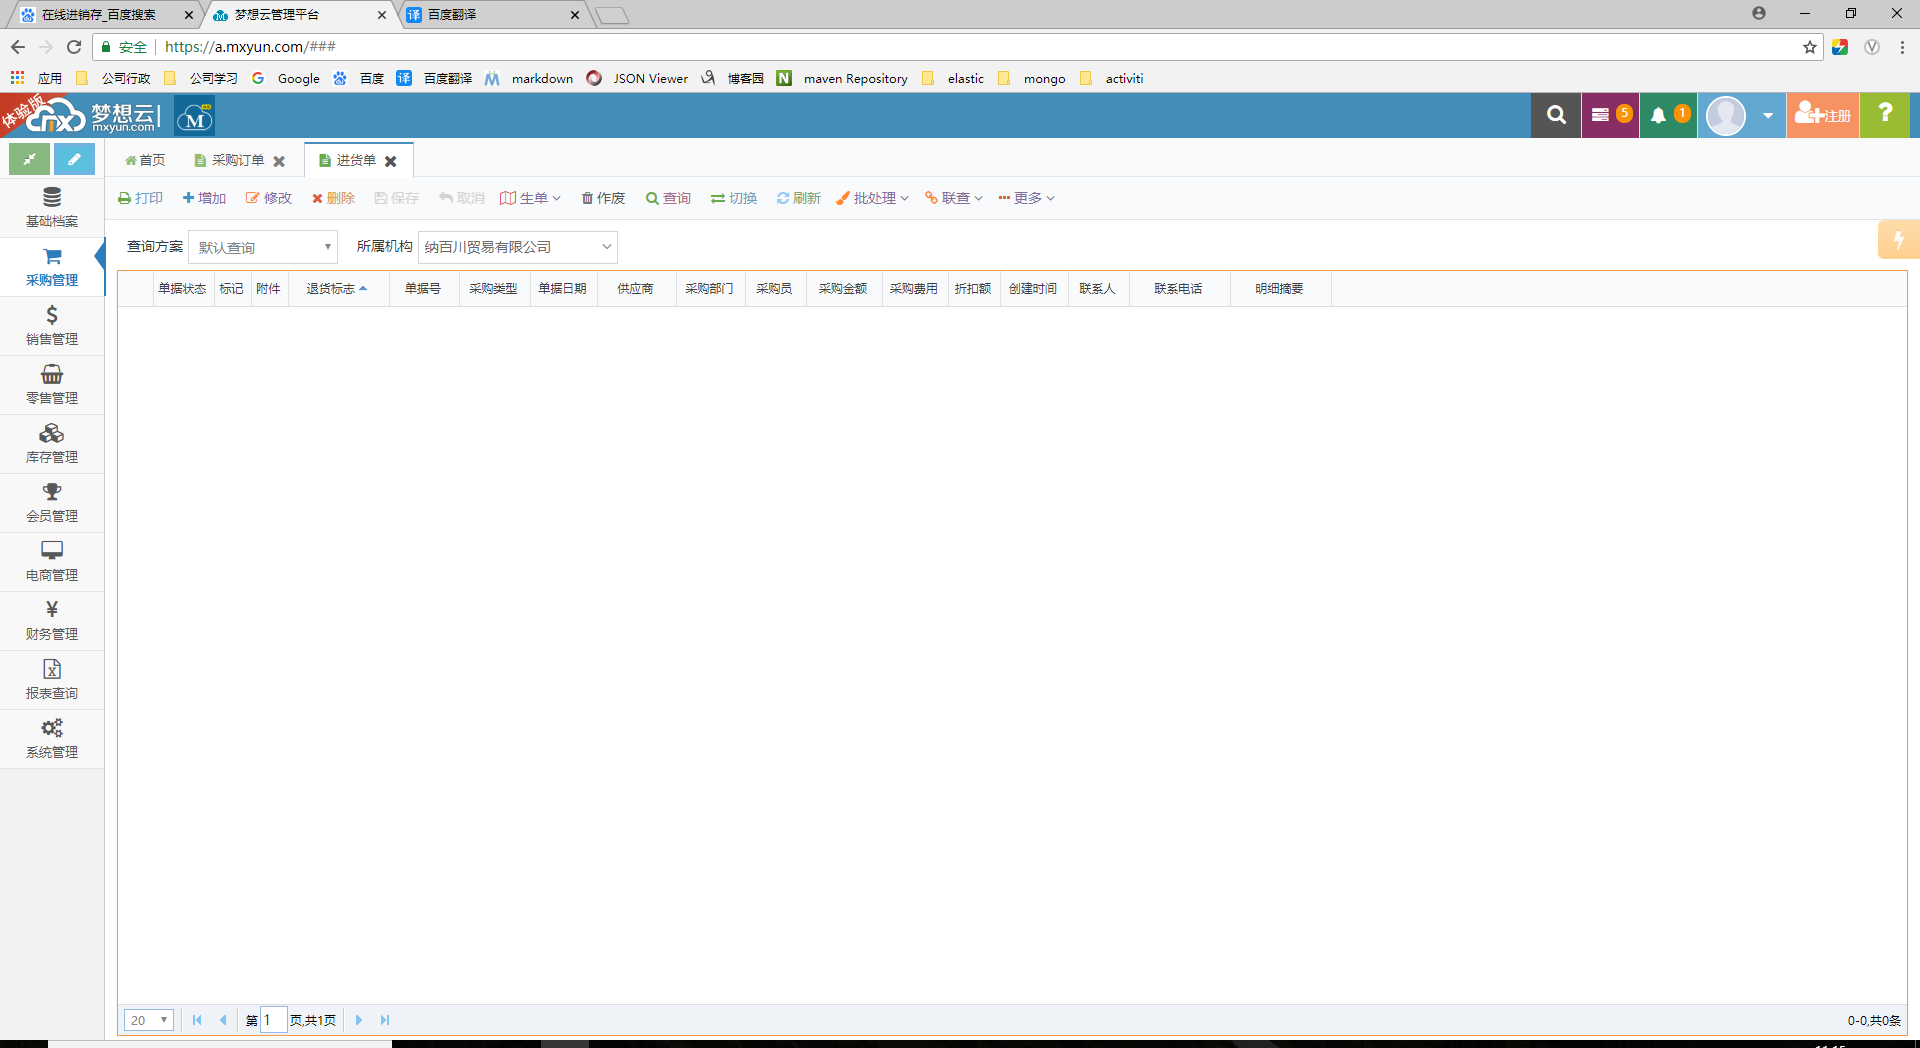 在线进销存_百度搜索 梦想云管理平台 百度翻译
安全 https://a.mxyun.com/###
应用 公司行政 公司学习 Google 百度 百度翻译 markdown JSON Viewer 博客园 maven Repository elastic mongo activiti
体验版 梦想云 mxyun.com M 5 1 注册 ?
首页 采购订单 进货单
打印 增加 修改 删除 保存 取消 生单 作废 查询 切换 刷新 批处理 联查 更多
查询方案 默认查询 所属机构 纳百川贸易有限公司
单据状态 标记 附件 退货标志 单据号 采购类型 单据日期 供应商 采购部门 采购员 采购金额 采购费用 折扣额 创建时间 联系人 联系电话 明细摘要
基础档案
采购管理
销售管理
零售管理
库存管理
会员管理
电商管理
财务管理
报表查询
系统管理
20 第 1 页,共1页 0-0,共0条